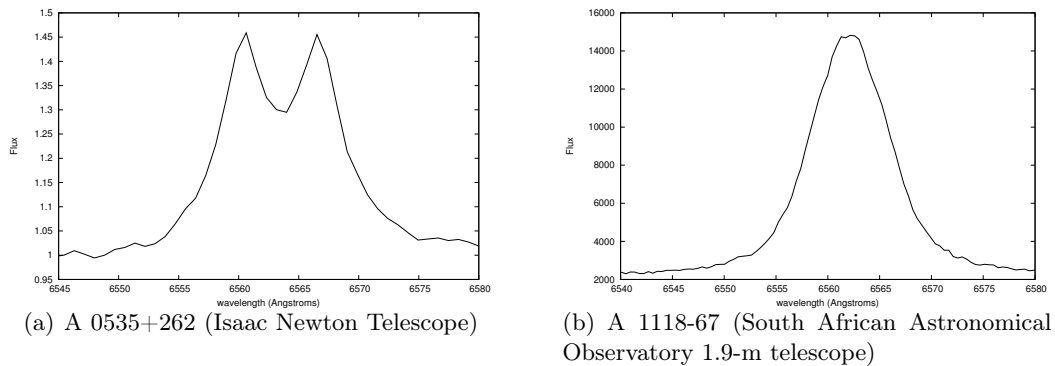 1.5
1.45
1.4
1.35
1.3
1.25
1.2
1.15
1.1
1.05
1
0.95
Flux
6545 6550 6555 6560 6565 6570 6575 6580
wavelength (Angstroms)
(a) A 0535+262 (Isaac Newton Telescope)
16000
14000
12000
10000
8000
6000
4000
2000
Flux
6540 6545 6550 6555 6560 6565 6570 6575 6580
wavelength (Angstroms)
(b) A 1118-67 (South African Astronomical
Observatory 1.9-m telescope)